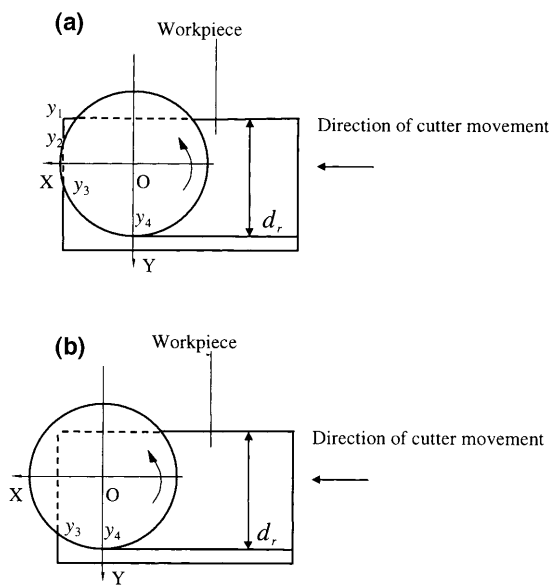 (a)
Workpiece
y₁
y₂
Direction of cutter movement
X
y₃
O
y₄
dᵣ
Y
(b)
Workpiece
Direction of cutter movement
X
O
y₃
y₄
dᵣ
Y